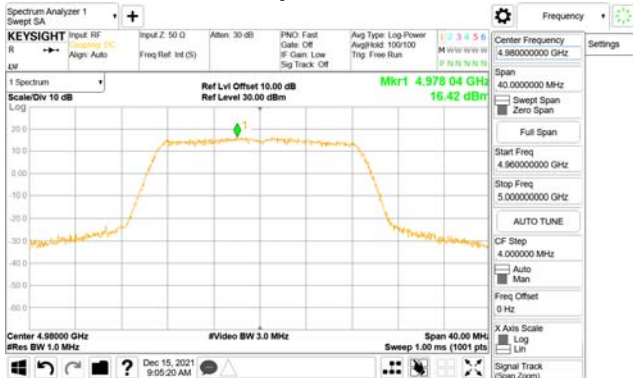 Spectrum Analyzer 1
Swept SA
+
Frequency
KEYSIGHT
Input: RF
Coupling: DC
Align: Auto
Input Z: 50 Ω
Freq Ref: Int (S)
Atten: 30 dB
PNO: Fast
Gate: Off
IF Gain: Low
Sig Track: Off
Avg Type: Log-Power
Avg|Hold: 100/100
Trig: Free Run
1 2 3 4 5 6
M W W W W W
P N N N N N
R
1 Spectrum
Scale/Div 10 dB
Log
Ref Lvl Offset 10.00 dB
Ref Level 30.00 dBm
Mkr1 4.978 04 GHz
16.42 dBm
1
20.0
10.0
0.00
-10.0
-20.0
-30.0
-40.0
-50.0
-60.0
Center 4.98000 GHz
#Res BW 1.0 MHz
#Video BW 3.0 MHz
Span 40.00 MHz
Sweep 1.00 ms (1001 pts)
Dec 15, 2021
9:05:20 AM
?
Center Frequency
4.980000000 GHz
Settings
Span
40.0000000 MHz
Swept Span
Zero Span
Full Span
Start Freq
4.960000000 GHz
Stop Freq
5.000000000 GHz
AUTO TUNE
CF Step
4.000000 MHz
Auto
Man
Freq Offset
0 Hz
X Axis Scale
Log
Lin
Signal Track
(Span Zoom)